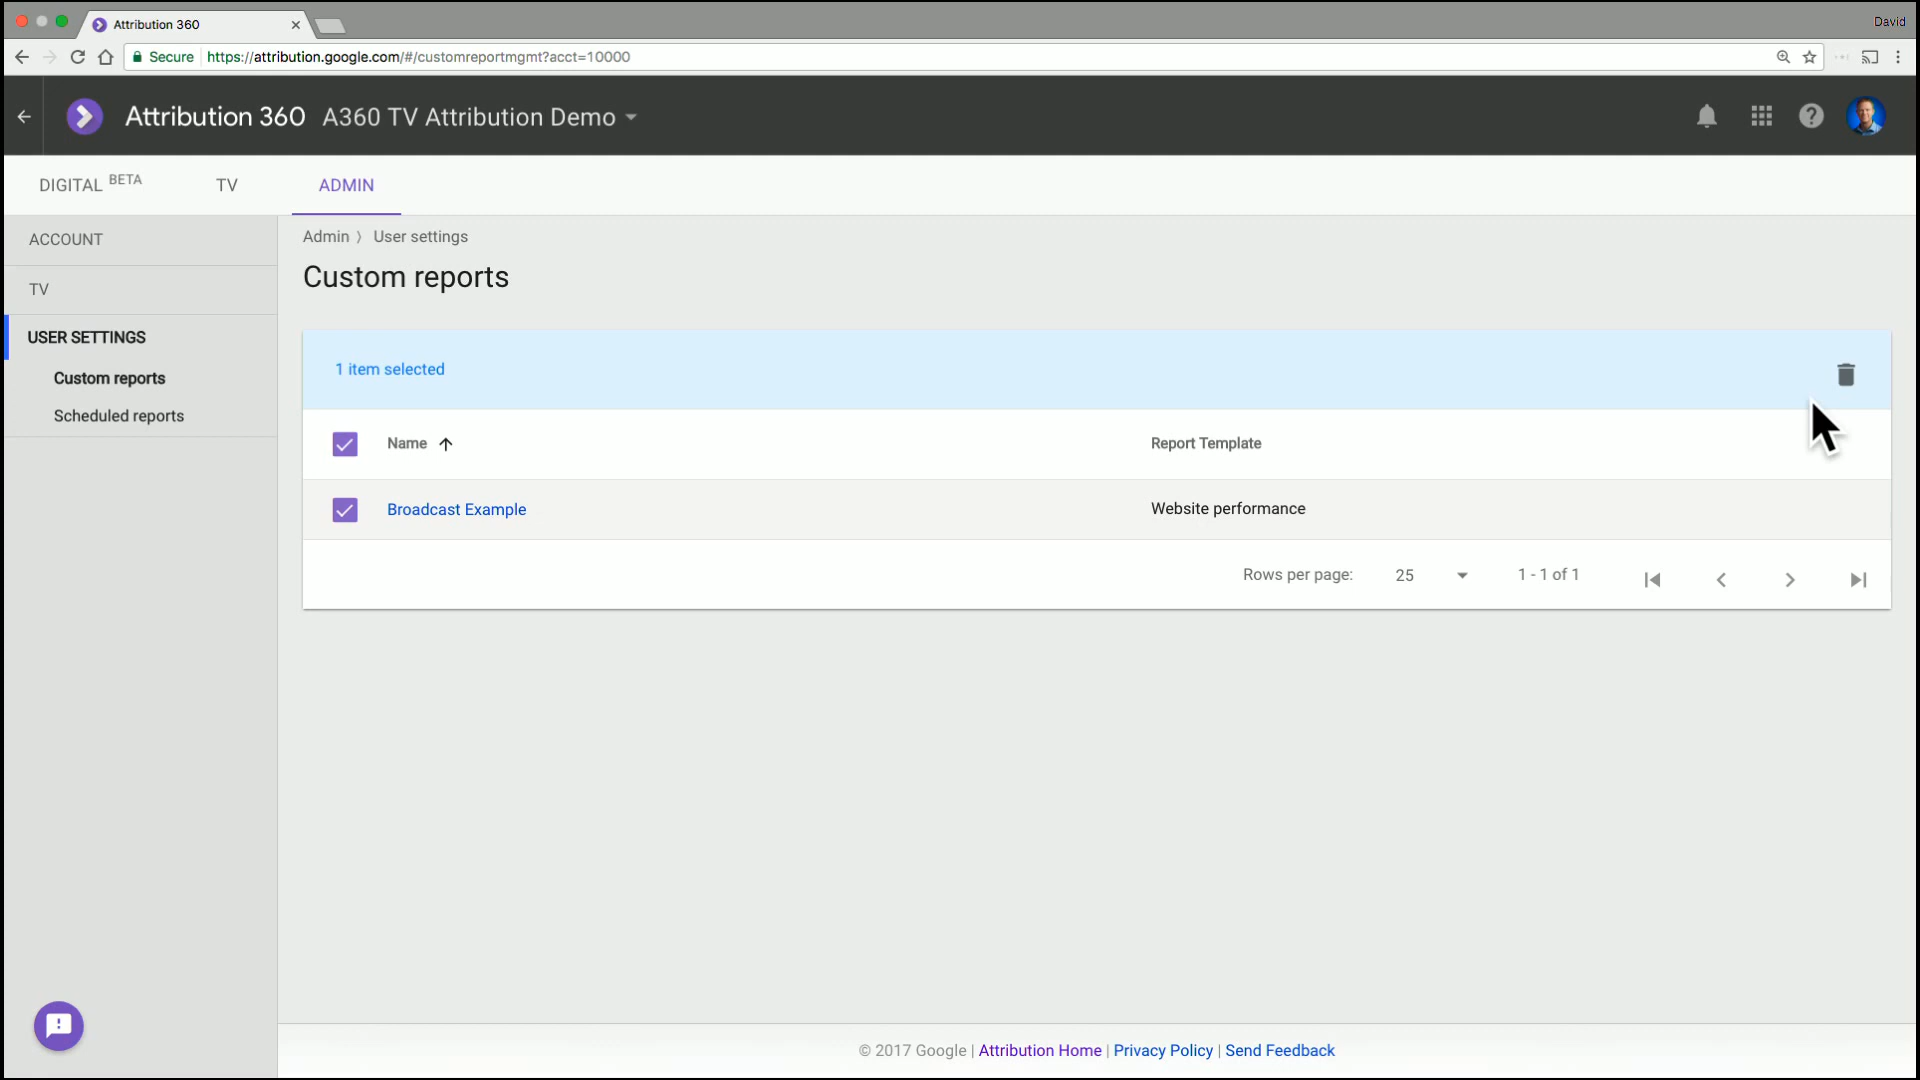 Attribution 360
David
Secure https://attribution.google.com/#/customreportmgmt?acct=10000
Attribution 360 A360 TV Attribution Demo
DIGITAL BETA TV ADMIN
ACCOUNT
TV
USER SETTINGS
Custom reports
Scheduled reports
Admin 〉 User settings
Custom reports
1 item selected
Name Report Template
Broadcast Example Website performance
Rows per page: 25 1 - 1 of 1
© 2017 Google | Attribution Home | Privacy Policy | Send Feedback